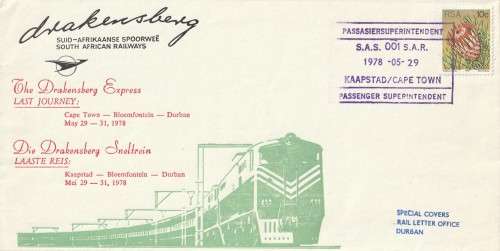 drakensberg
SUID-AFRIKAANSE SPOORWEË
SOUTH AFRICAN RAILWAYS
The Drakensberg Express
LAST JOURNEY:
Cape Town — Bloemfontein — Durban
May 29 — 31, 1978
Die Drakensberg Sneltrein
LAASTE REIS:
Kaapstad — Bloemfontein — Durban
Mei 29 — 31, 1978
PASSASIERSUPERINTENDENT
S.A.S. 001 S.A.R.
1978 -05- 29
KAAPSTAD/CAPE TOWN
PASSENGER SUPERINTENDENT
RSA 10c
SPECIAL COVERS
RAIL LETTER OFFICE
DURBAN